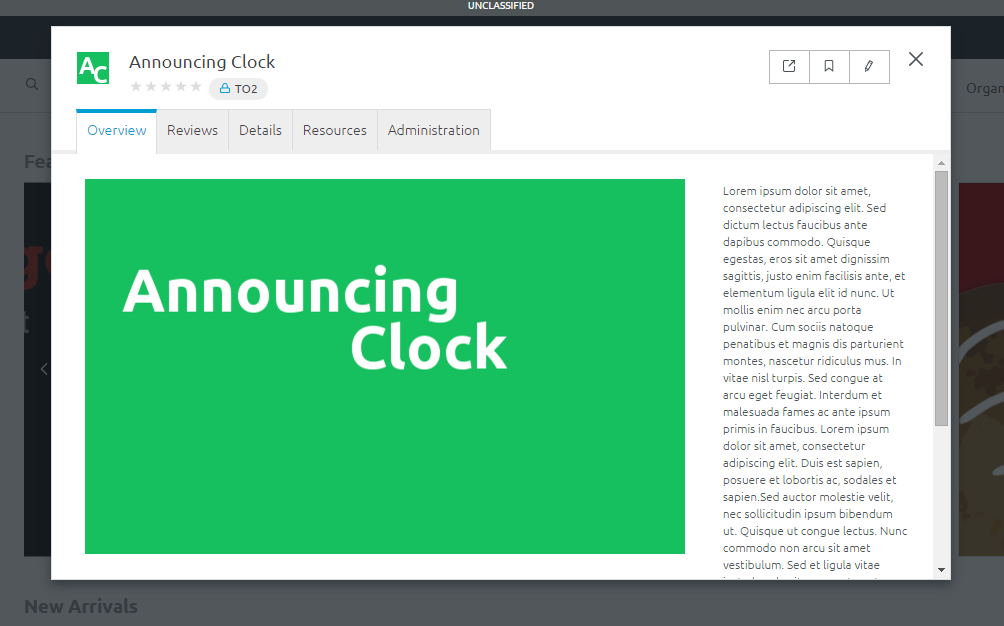 UNCLASSIFIED
AC
Announcing Clock
TO2
Overview
Reviews
Details
Resources
Administration
Announcing
Clock
Lorem ipsum dolor sit amet,
consectetur adipiscing elit. Sed
dictum lectus faucibus ante
dapibus commodo. Quisque
egestas, eros sit amet dignissim
sagittis, justo enim facilisis ante, et
elementum ligula elit id nunc. Ut
mollis enim nec arcu porta
pulvinar. Cum sociis natoque
penatibus et magnis dis parturient
montes, nascetur ridiculus mus. In
vitae nisl turpis. Sed congue at
arcu eget feugiat. Interdum et
malesuada fames ac ante ipsum
primis in faucibus. Lorem ipsum
dolor sit amet, consectetur
adipiscing elit. Duis est sapien,
posuere et lobortis ac, sodales et
sapien.Sed auctor molestie velit,
nec sollicitudin ipsum bibendum
ut. Quisque ut congue lectus. Nunc
commodo non arcu sit amet
vestibulum. Sed et ligula vitae
Organ
Fea
New Arrivals